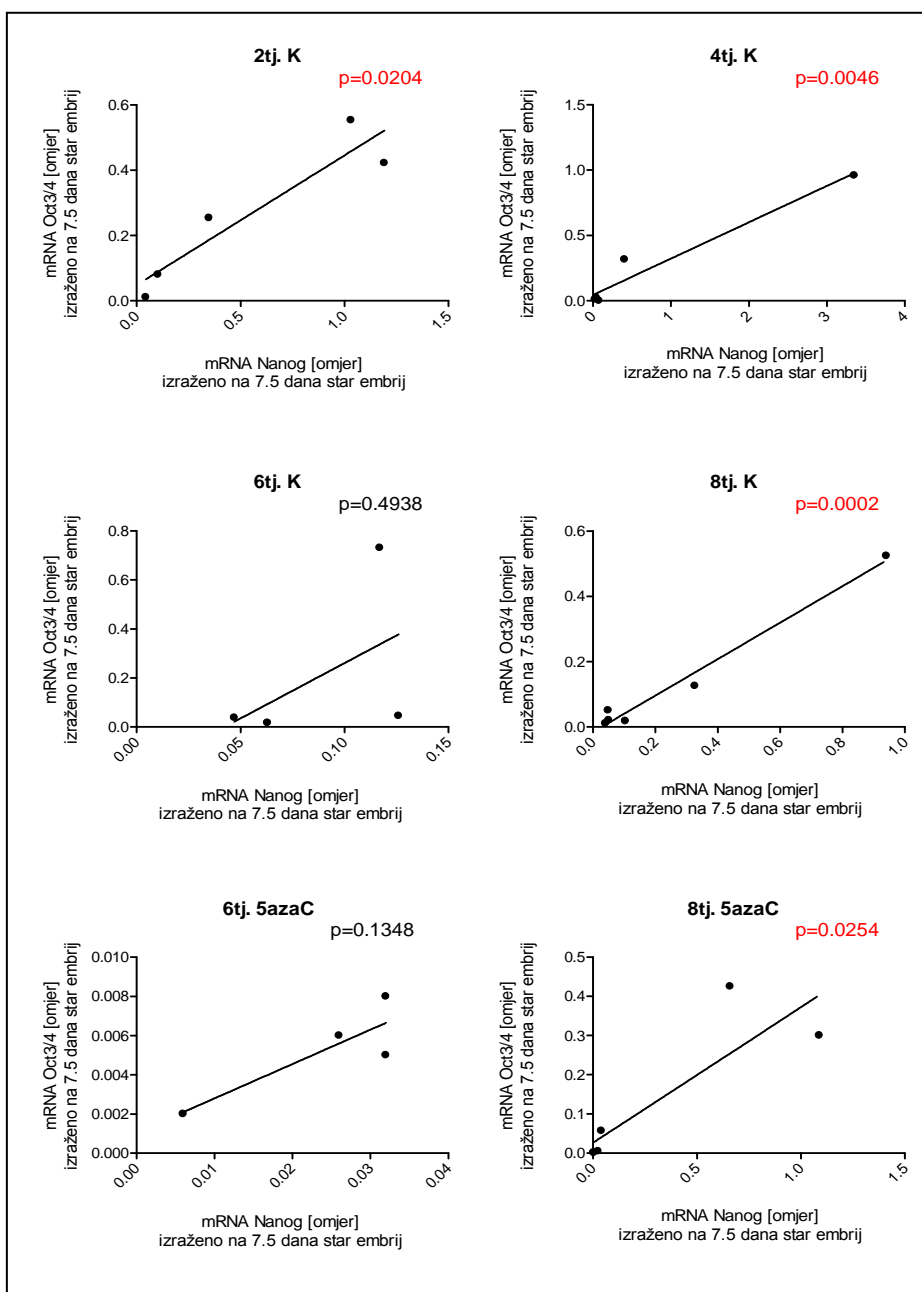 2tj. K
p=0.0204
mRNA Oct3/4 [omjer]
izraženo na 7.5 dana star embrij
0.6
0.4
0.2
0.0
0.0
0.5
1.0
1.5
mRNA Nanog [omjer]
izraženo na 7.5 dana star embrij
4tj. K
p=0.0046
mRNA Oct3/4 [omjer]
izraženo na 7.5 dana star embrij
1.5
1.0
0.5
0.0
0
1
2
3
4
mRNA Nanog [omjer]
izraženo na 7.5 dana star embrij
6tj. K
p=0.4938
mRNA Oct3/4 [omjer]
izraženo na 7.5 dana star embrij
0.8
0.6
0.4
0.2
0.0
0.00
0.05
0.10
0.15
mRNA Nanog [omjer]
izraženo na 7.5 dana star embrij
8tj. K
p=0.0002
mRNA Oct3/4 [omjer]
izraženo na 7.5 dana star embrij
0.6
0.4
0.2
0.0
0.0
0.2
0.4
0.6
0.8
1.0
mRNA Nanog [omjer]
izraženo na 7.5 dana star embrij
6tj. 5azaC
p=0.1348
mRNA Oct3/4 [omjer]
izraženo na 7.5 dana star embrij
0.010
0.008
0.006
0.004
0.002
0.000
0.00
0.01
0.02
0.03
0.04
mRNA Nanog [omjer]
izraženo na 7.5 dana star embrij
8tj. 5azaC
p=0.0254
mRNA Oct3/4 [omjer]
izraženo na 7.5 dana star embrij
0.5
0.4
0.3
0.2
0.1
0.0
0.0
0.5
1.0
1.5
mRNA Nanog [omjer]
izraženo na 7.5 dana star embrij